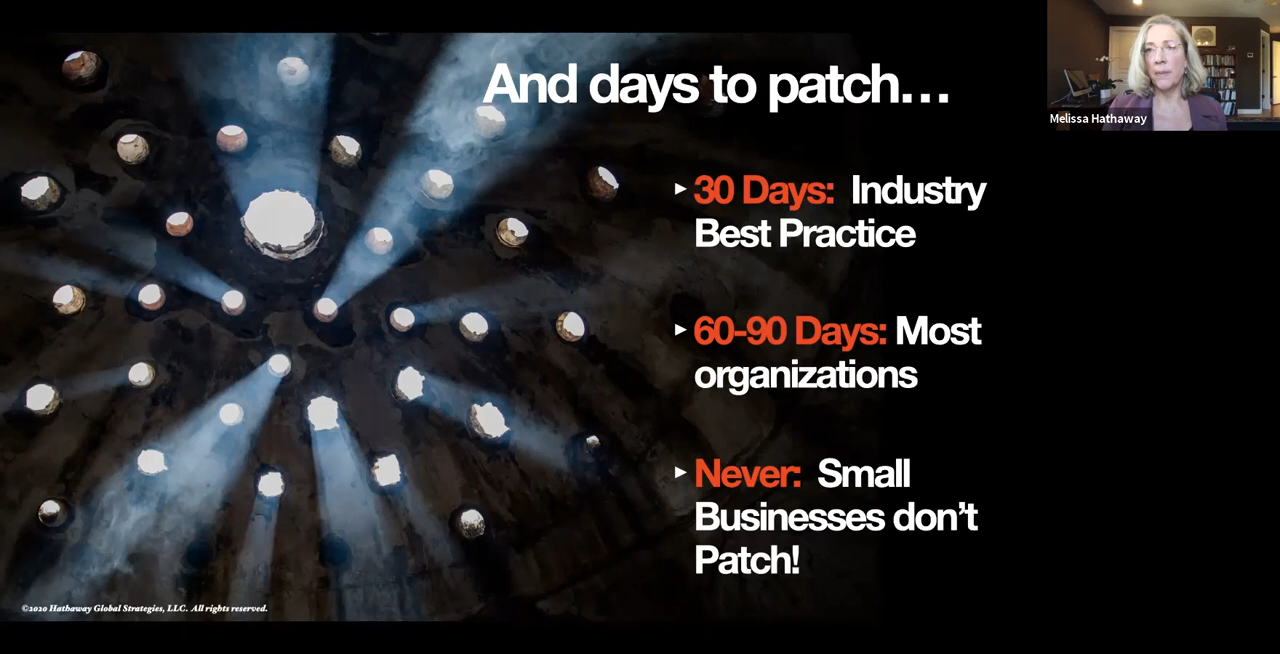 And days to patch…
Melissa Hathaway
▸ 30 Days: Industry
Best Practice
▸ 60-90 Days: Most
organizations
▸ Never: Small
Businesses don’t
Patch!
©2020 Hathaway Global Strategies, LLC. All rights reserved.